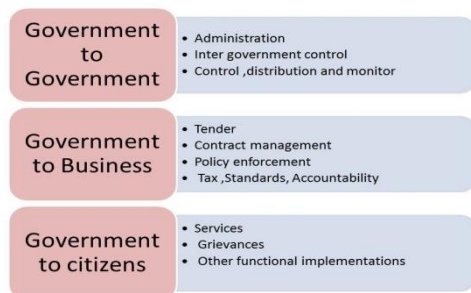 Government
to
Government
• Administration
• Inter government control
• Control ,distribution and monitor
Government
to Business
• Tender
• Contract management
• Policy enforcement
• Tax ,Standards, Accountability
Government
to citizens
• Services
• Grievances
• Other functional implementations